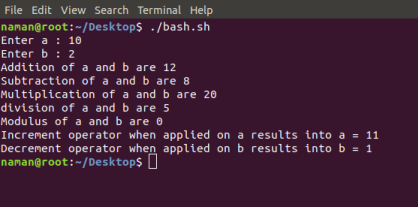 File Edit View Search Terminal Help
naman@root:~/Desktop$ ./bash.sh
Enter a : 10
Enter b : 2
Addition of a and b are 12
Subtraction of a and b are 8
Multiplication of a and b are 20
division of a and b are 5
Modulus of a and b are 0
Increment operator when applied on a results into a = 11
Decrement operator when applied on b results into b = 1
naman@root:~/Desktop$